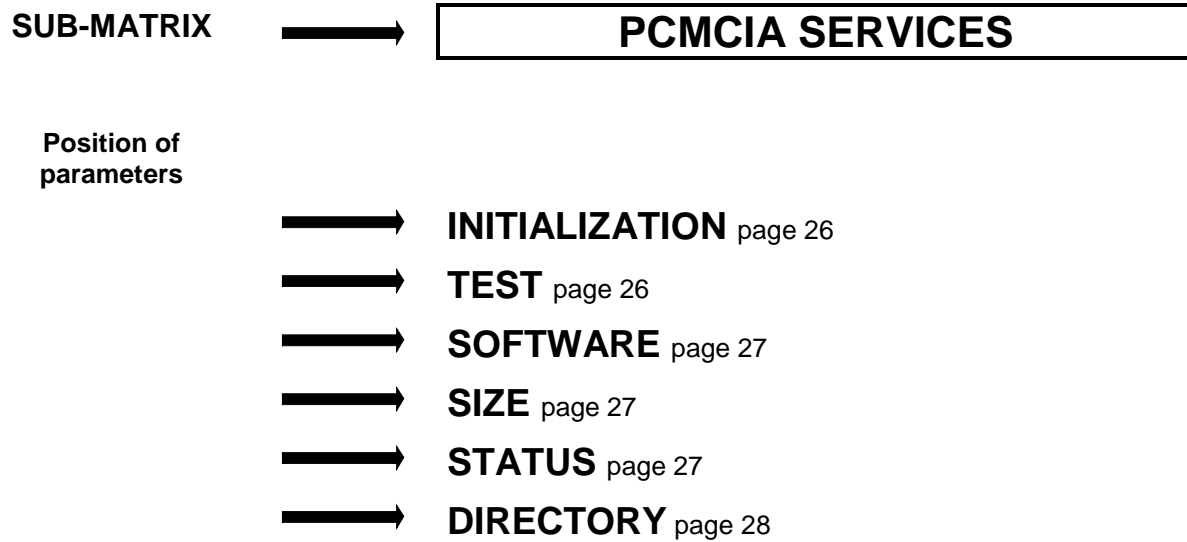 SUB-MATRIX
PCMCIA SERVICES
Position of
parameters
INITIALIZATION page 26
TEST page 26
SOFTWARE page 27
SIZE page 27
STATUS page 27
DIRECTORY page 28